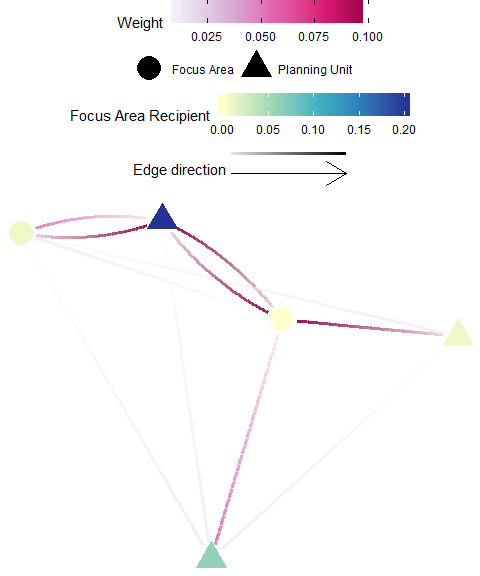 Weight
0.025 0.050 0.075 0.100
Focus Area Planning Unit
Focus Area Recipient
0.00 0.05 0.10 0.15 0.20
Edge direction